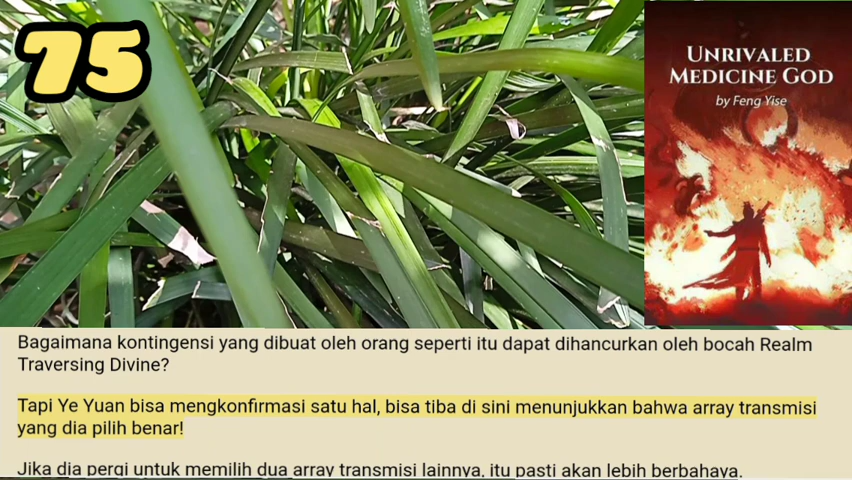 75
UNRIVALED
MEDICINE GOD
by Feng Yise
Bagaimana kontingensi yang dibuat oleh orang seperti itu dapat dihancurkan oleh bocah Realm
Traversing Divine?
Tapi Ye Yuan bisa mengkonfirmasi satu hal, bisa tiba di sini menunjukkan bahwa array transmisi
yang dia pilih benar!
Jika dia pergi untuk memilih dua array transmisi lainnya, itu pasti akan lebih berbahaya.